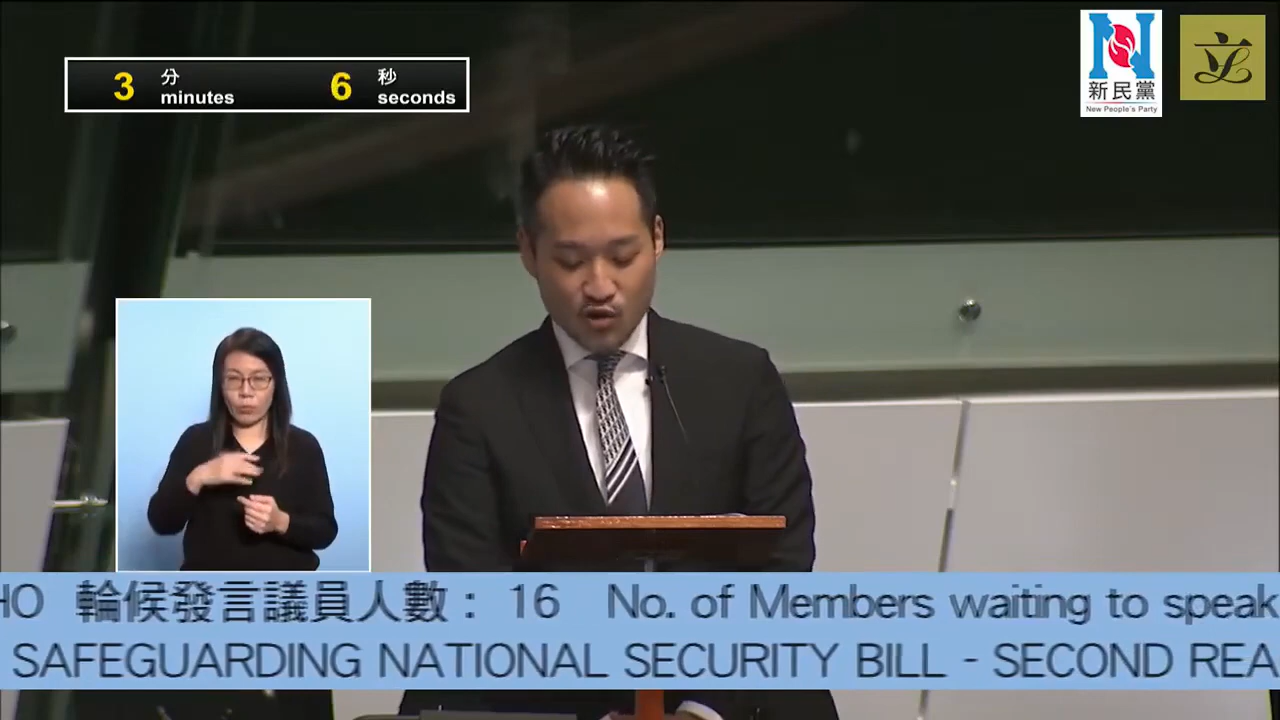 3 分 minutes 6 秒 seconds
新民黨
New People's Party
立
HO 輪候發言議員人數： 16 No. of Members waiting to speak
SAFEGUARDING NATIONAL SECURITY BILL - SECOND REA